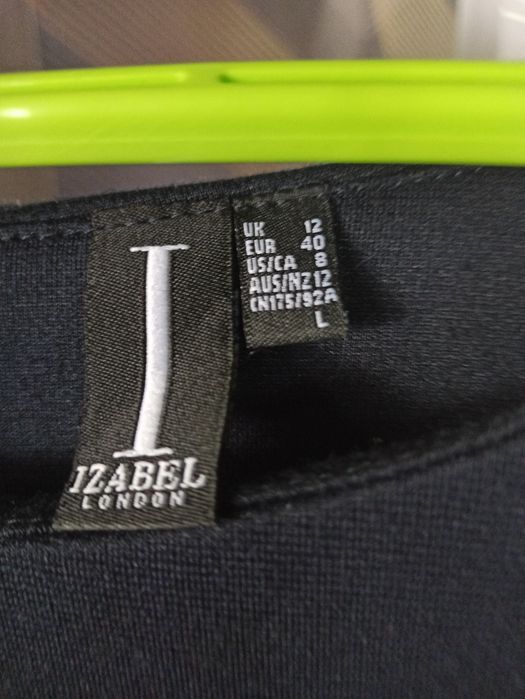 I
IZABEL
LONDON
UK 12
EUR 40
US/CA 8
AUS/NZ 12
CN175/92A
L